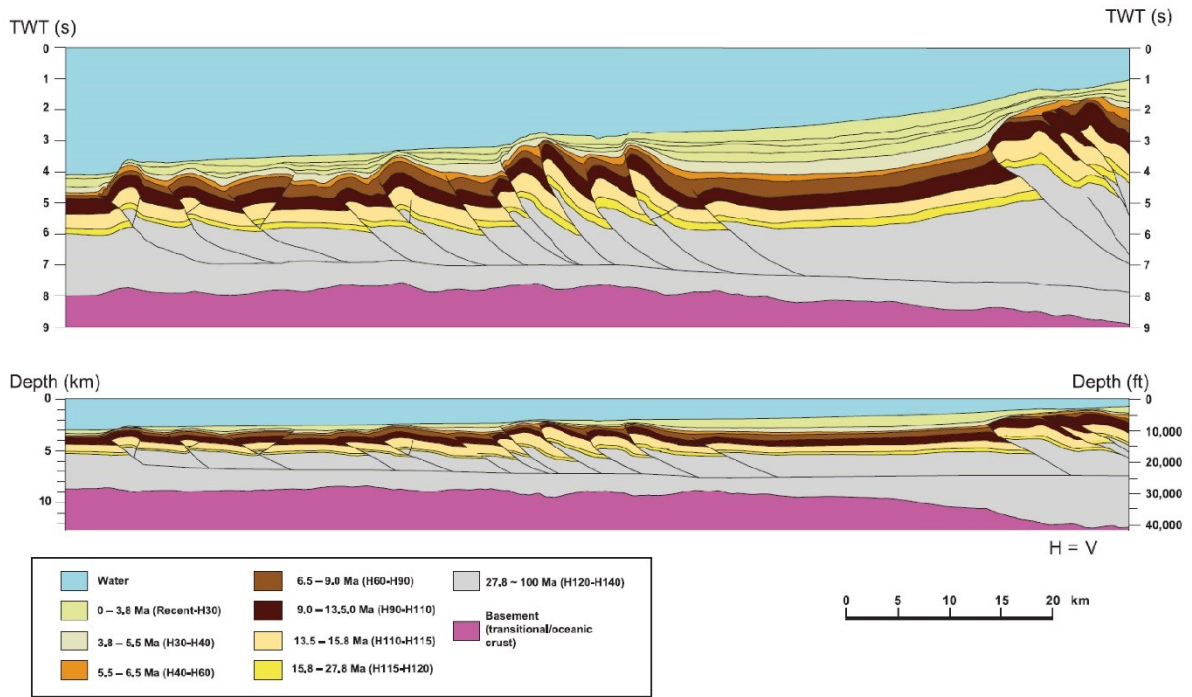 TWT (s)
TWT (s)
0
1
2
3
4
5
6
7
8
9
0
1
2
3
4
5
6
7
8
9
Depth (km)
Depth (ft)
0
5
10
0
10,000
20,000
30,000
40,000
H = V
Water
0 – 3.8 Ma (Recent-H30)
3.8 – 5.5 Ma (H30-H40)
5.5 – 6.5 Ma (H40-H60)
6.5 – 9.0 Ma (H60-H90)
9.0 – 13.5.0 Ma (H90-H110)
13.5 – 15.8 Ma (H110-H115)
15.8 – 27.8 Ma (H115-H120)
27.8 ~ 100 Ma (H120-H140)
Basement
(transitional/oceanic
crust)
0 5 10 15 20 km